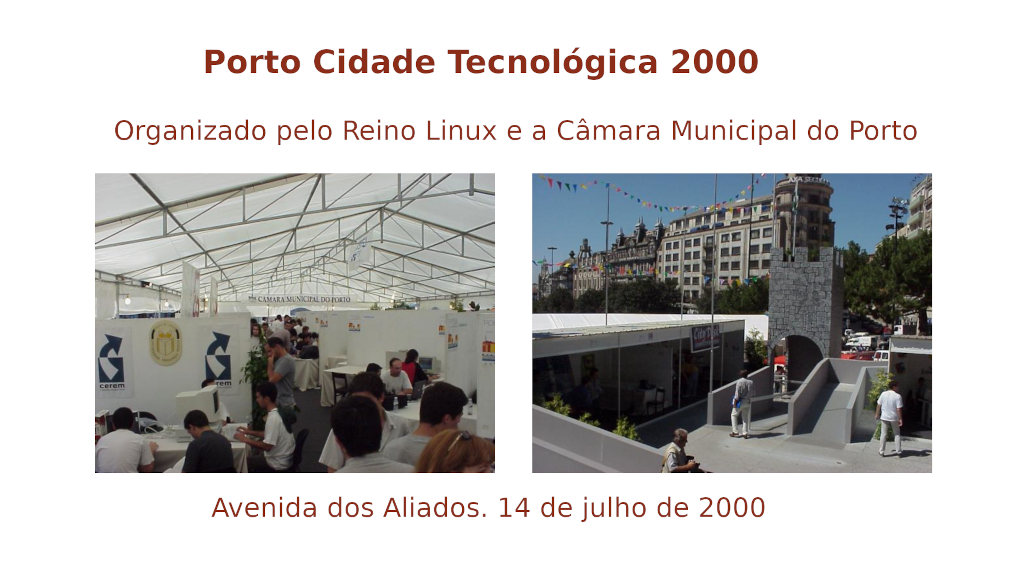 Porto Cidade Tecnológica 2000
Organizado pelo Reino Linux e a Câmara Municipal do Porto
CAMARA MUNICIPAL DO PORTO
cerem
cerem
Avenida dos Aliados. 14 de julho de 2000